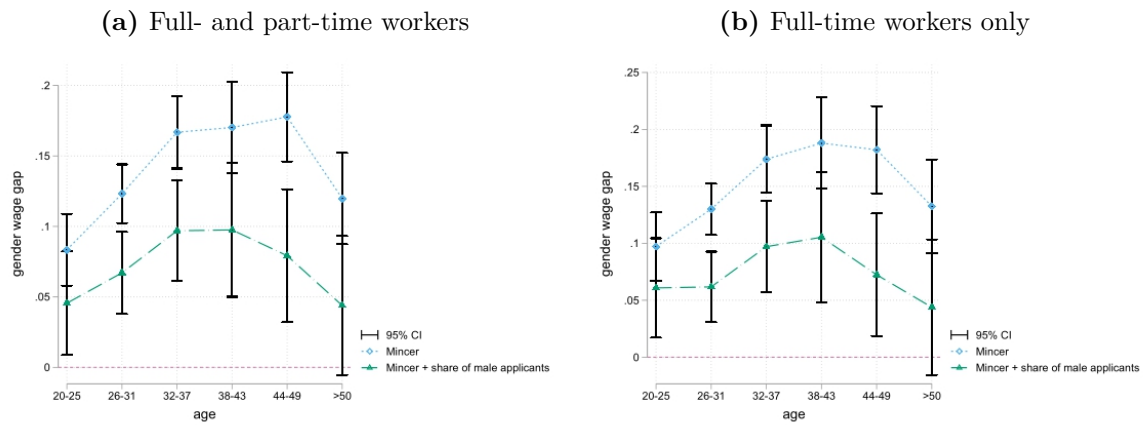 (a) Full- and part-time workers
.2
.15
.1
.05
0
gender wage gap
20-25 26-31 32-37 38-43 44-49 >50
age
95% CI
Mincer
Mincer + share of male applicants
(b) Full-time workers only
.25
.2
.15
.1
.05
0
gender wage gap
20-25 26-31 32-37 38-43 44-49 >50
age
95% CI
Mincer
Mincer + share of male applicants